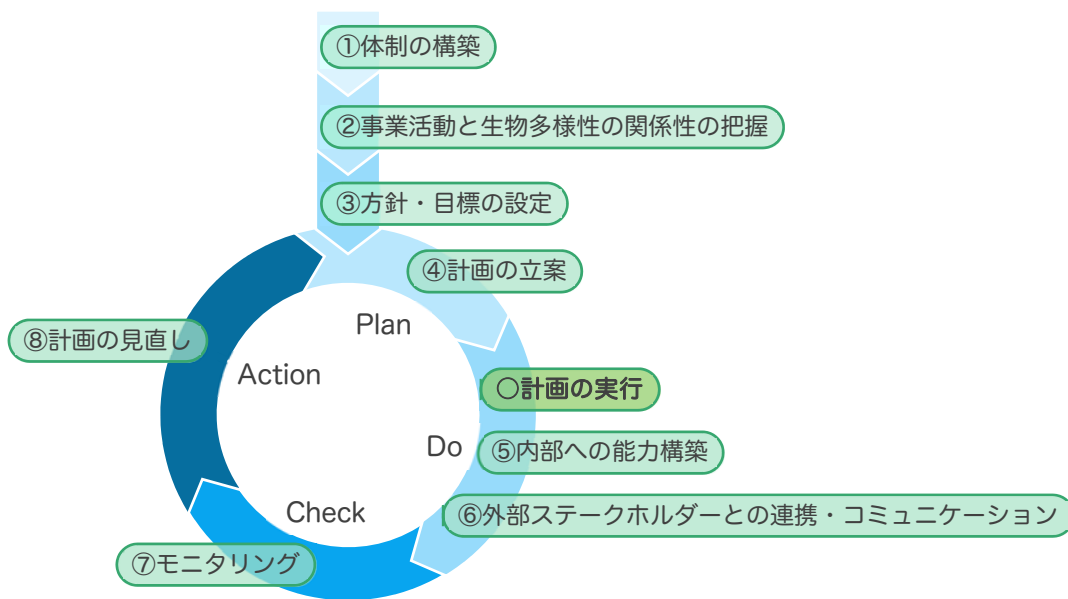 ①体制の構築
②事業活動と生物多様性の関係性の把握
③方針・目標の設定
④計画の立案
Plan
⑧計画の見直し
Action
○計画の実行
Do
⑤内部への能力構築
Check
⑥外部ステークホルダーとの連携・コミュニケーション
⑦モニタリング